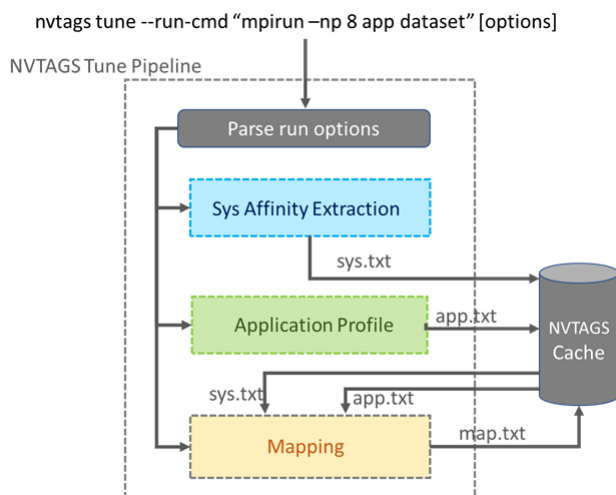 nvtags tune --run-cmd “mpirun –np 8 app dataset” [options]
NVTAGS Tune Pipeline
Parse run options
Sys Affinity Extraction
sys.txt
Application Profile
app.txt
NVTAGS
Cache
sys.txt
app.txt
Mapping
map.txt